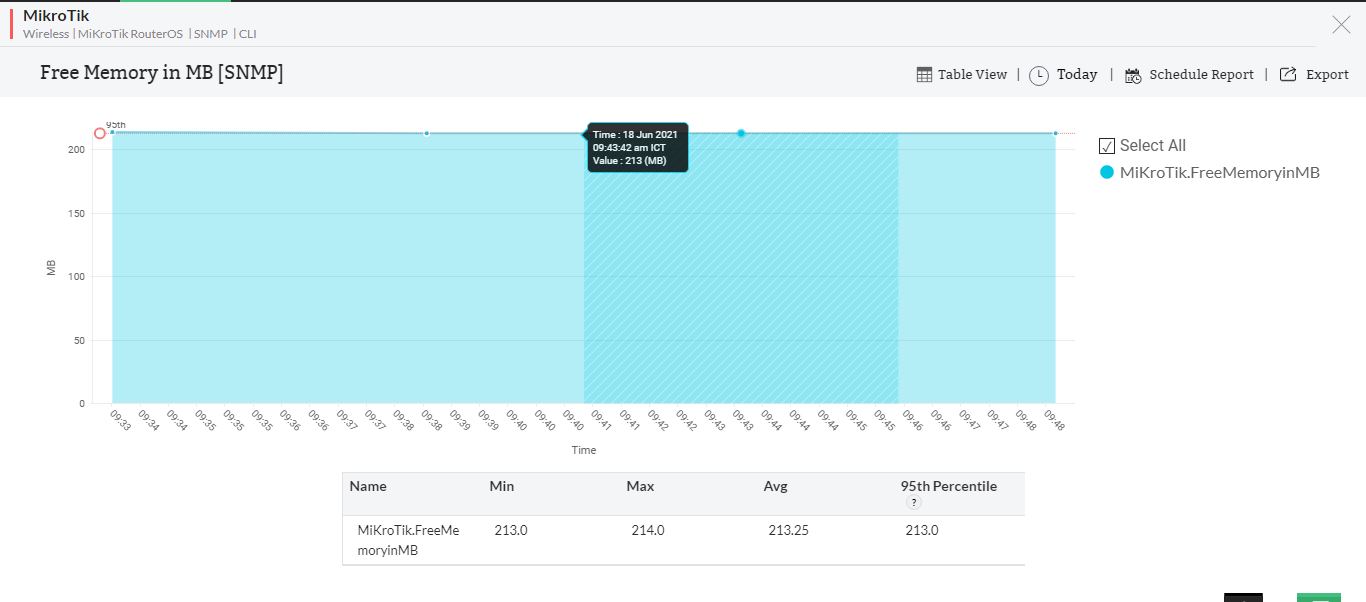 MikroTik
Wireless | MiKroTik RouterOS | SNMP | CLI
Free Memory in MB [SNMP]
Table View | Today | Schedule Report | Export
95th
200
150
100
50
0
MB
Time : 18 Jun 2021
09:43:42 am ICT
Value : 213 (MB)
Select All
MiKroTik.FreeMemoryinMB
09:33 09:34 09:34 09:35 09:35 09:35 09:36 09:36 09:37 09:37 09:38 09:38 09:39 09:39 09:40 09:40 09:40 09:41 09:41 09:42 09:42 09:43 09:43 09:44 09:44 09:44 09:45 09:45 09:46 09:46 09:47 09:47 09:48 09:48
Time
Name Min Max Avg 95th Percentile
?
MiKroTik.FreeMe 213.0 214.0 213.25 213.0
moryinMB